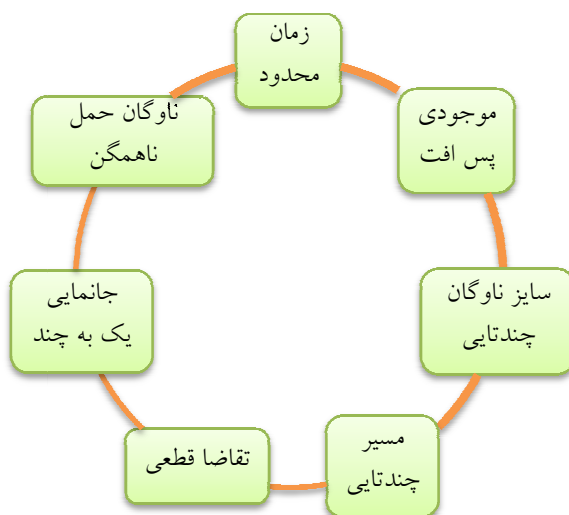 زمان
محدود
موجودی
پس افت
سایز ناوگان
چندتایی
مسیر
چندتایی
تقاضا قطعی
جانمایی
یک به چند
ناوگان حمل
ناهمگن